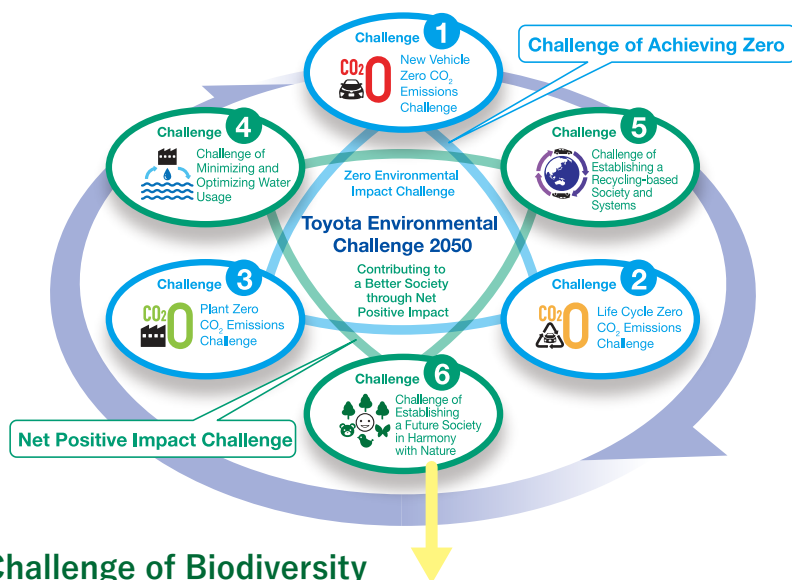 Challenge 1
CO₂ 0
New Vehicle
Zero CO₂
Emissions
Challenge
Challenge of Achieving Zero
Challenge 4
Challenge of
Minimizing and
Optimizing Water
Usage
Challenge 5
Challenge of
Establishing a
Recycling-based
Society and
Systems
Zero Environmental
Impact Challenge
Toyota Environmental
Challenge 2050
Contributing to
a Better Society
through Net
Positive Impact
Challenge 3
CO₂ 0
Plant Zero
CO₂ Emissions
Challenge
Challenge 2
CO₂ 0
Life Cycle Zero
CO₂ Emissions
Challenge
Challenge 6
Challenge of
Establishing
a Future Society
in Harmony
with Nature
Net Positive Impact Challenge
Challenge of Biodiversity